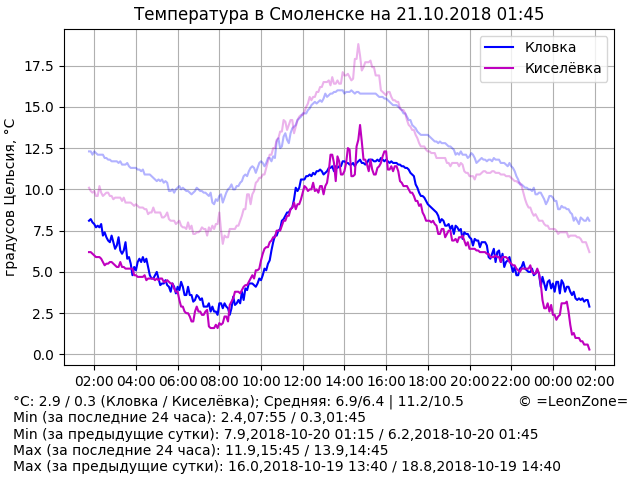 Температура в Смоленске на 21.10.2018 01:45
Кловка
Киселёвка
градусов Цельсия, °C
17.5
15.0
12.5
10.0
7.5
5.0
2.5
0.0
02:00 04:00 06:00 08:00 10:00 12:00 14:00 16:00 18:00 20:00 22:00 00:00 02:00
°C: 2.9 / 0.3 (Кловка / Киселёвка); Средняя: 6.9/6.4 | 11.2/10.5 © =LeonZone=
Min (за последние 24 часа): 2.4,07:55 / 0.3,01:45
Min (за предыдущие сутки): 7.9,2018-10-20 01:15 / 6.2,2018-10-20 01:45
Max (за последние 24 часа): 11.9,15:45 / 13.9,14:45
Max (за предыдущие сутки): 16.0,2018-10-19 13:40 / 18.8,2018-10-19 14:40